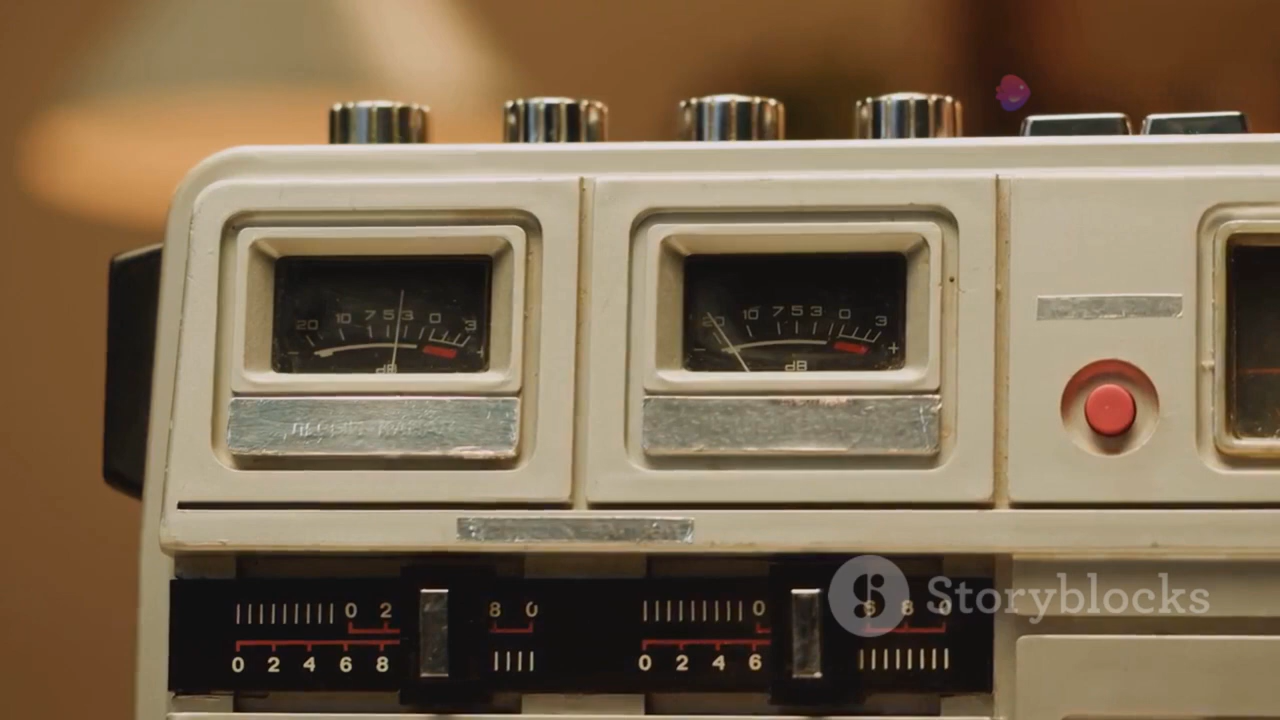 20 10 7 5 3 0 3
dB
20 10 7 5 3 0 3
+
dB
0 2 8 0
0 2 4 6 8
0 6 8 0
0 2 4 6
Storyblocks